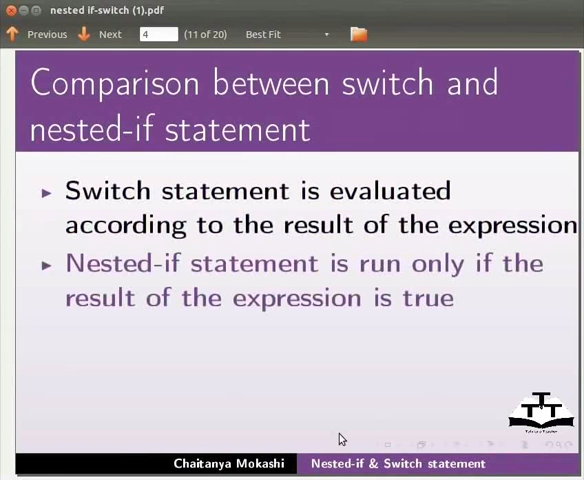 nested if-switch (1).pdf
Previous Next 4 (11 of 20) Best Fit
Comparison between switch and
nested-if statement
Switch statement is evaluated
according to the result of the expression
Nested-if statement is run only if the
result of the expression is true
TTT
Chaitanya Mokashi Nested-if & Switch statement